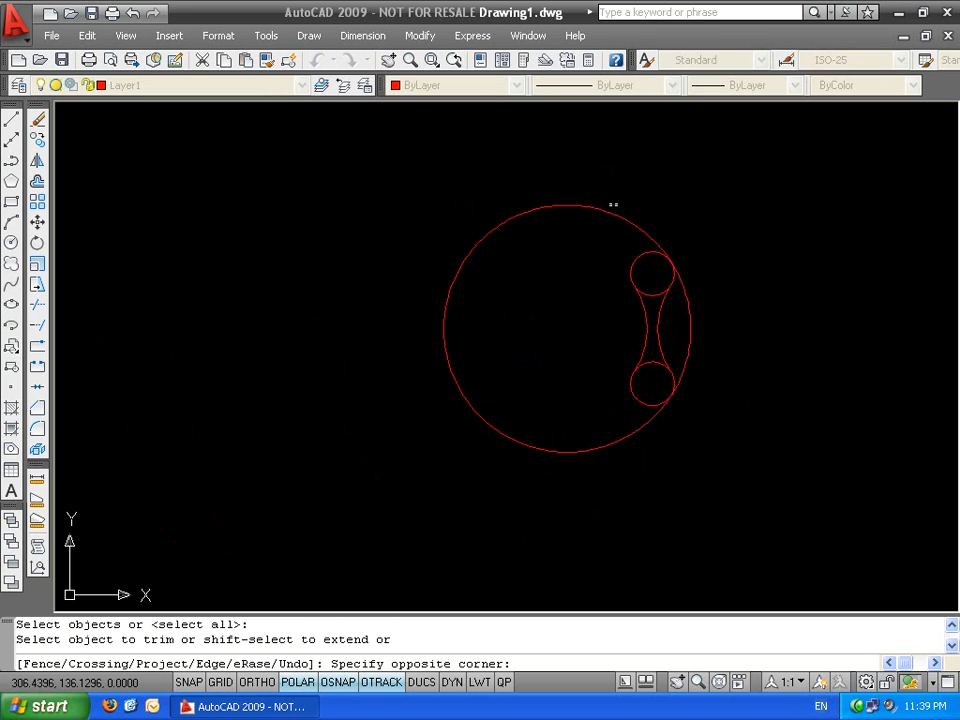 AutoCAD 2009 - NOT FOR RESALE Drawing1.dwg
Type a keyword or phrase
File Edit View Insert Format Tools Draw Dimension Modify Express Window Help
Standard
ISO-25
Layer1
ByLayer
ByLayer
ByLayer
ByColor
A
Y
X
Select objects or <select all>:
Select object to trim or shift-select to extend or
[Fence/Crossing/Project/Edge/eRase/Undo]: Specify opposite corner:
306.4396, 136.1296, 0.0000 SNAP GRID ORTHO POLAR OSNAP OTRACK DUCS DYN LWT QP 1:1
start AutoCAD 2009 - NOT... EN 11:39 PM